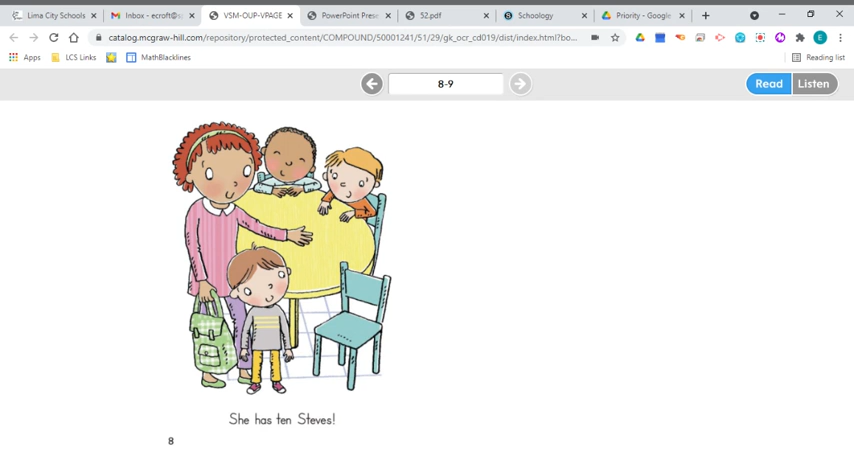 Lima City Schools
Inbox - ecroft@s
VSM-OUP-VPAGE
PowerPoint Prese
52.pdf
Schoology
Priority - Google
catalog.mcgraw-hill.com/repository/protected_content/COMPOUND/50001241/51/29/gk_ocr_cd019/dist/index.html?bo...
E
Apps
LCS Links
MathBlacklines
Reading list
8-9
Read
Listen
She has ten Steves!
8